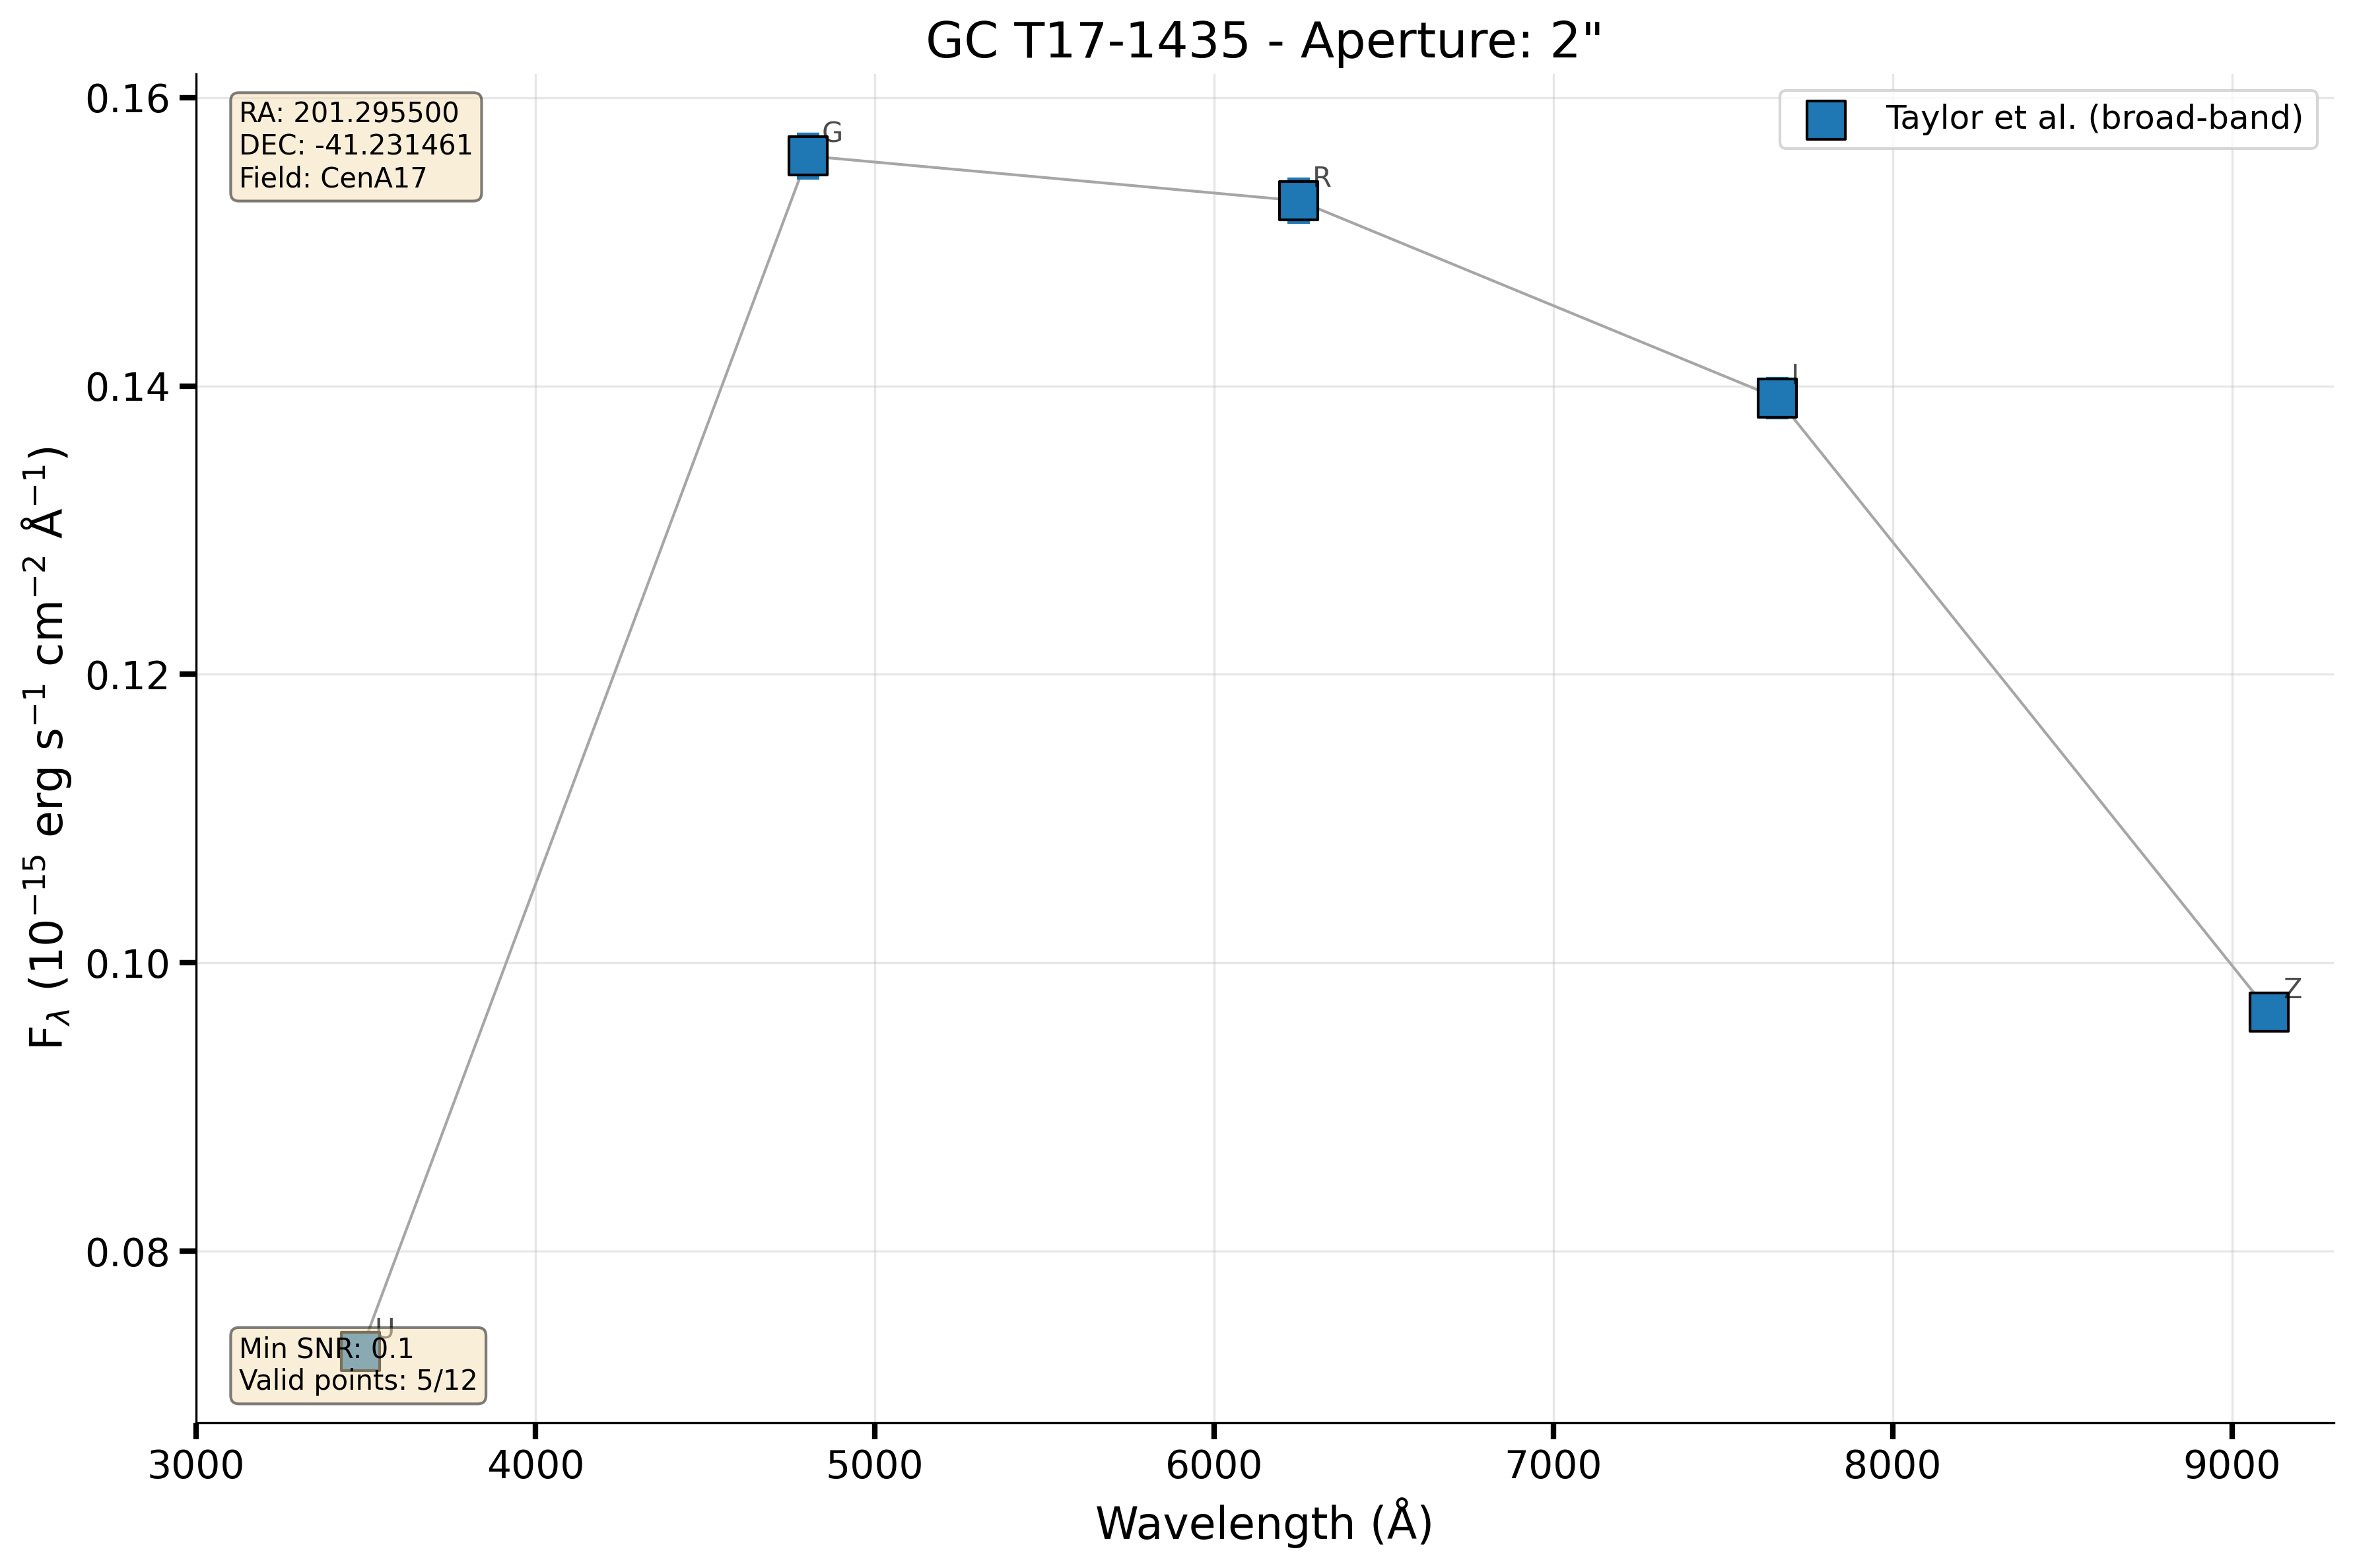 GC T17-1435 - Aperture: 2"
RA: 201.295500
DEC: -41.231461
Field: CenA17
Taylor et al. (broad-band)
G
R
I
Z
U
Min SNR: 0.1
Valid points: 5/12
0.16
0.14
0.12
0.10
0.08
F_λ (10⁻¹⁵ erg s⁻¹ cm⁻² Å⁻¹)
3000 4000 5000 6000 7000 8000 9000
Wavelength (Å)